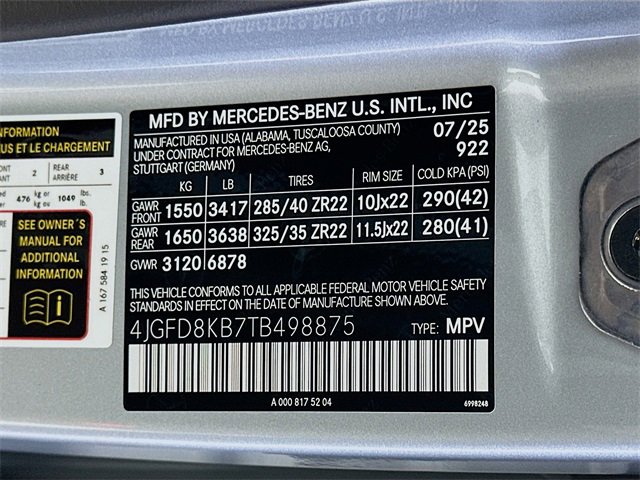 MFD BY MERCEDES-BENZ U.S. INTL., INC
MANUFACTURED IN USA (ALABAMA, TUSCALOOSA COUNTY) 07/25
UNDER CONTRACT FOR MERCEDES-BENZ AG, 922
STUTTGART (GERMANY)
KG LB TIRES RIM SIZE COLD KPA (PSI)
GAWR FRONT 1550 3417 285/40 ZR22 10Jx22 290(42)
GAWR REAR 1650 3638 325/35 ZR22 11.5Jx22 280(41)
GWR 3120 6878
THIS VEHICLE CONFORMS TO ALL APPLICABLE FEDERAL MOTOR VEHICLE SAFETY
STANDARDS IN EFFECT ON THE DATE OF MANUFACTURE SHOWN ABOVE.
4JGFD8KB7TB498875 TYPE: MPV
A 000 817 52 04 6998248
INFORMATION
US ET LE CHARGEMENT
2 REAR ARRIÈRE 3
476 kg or kg ou 1049 lbs. lb.
SEE OWNER´S
MANUAL FOR
ADDITIONAL
INFORMATION
A 167 584 19 15